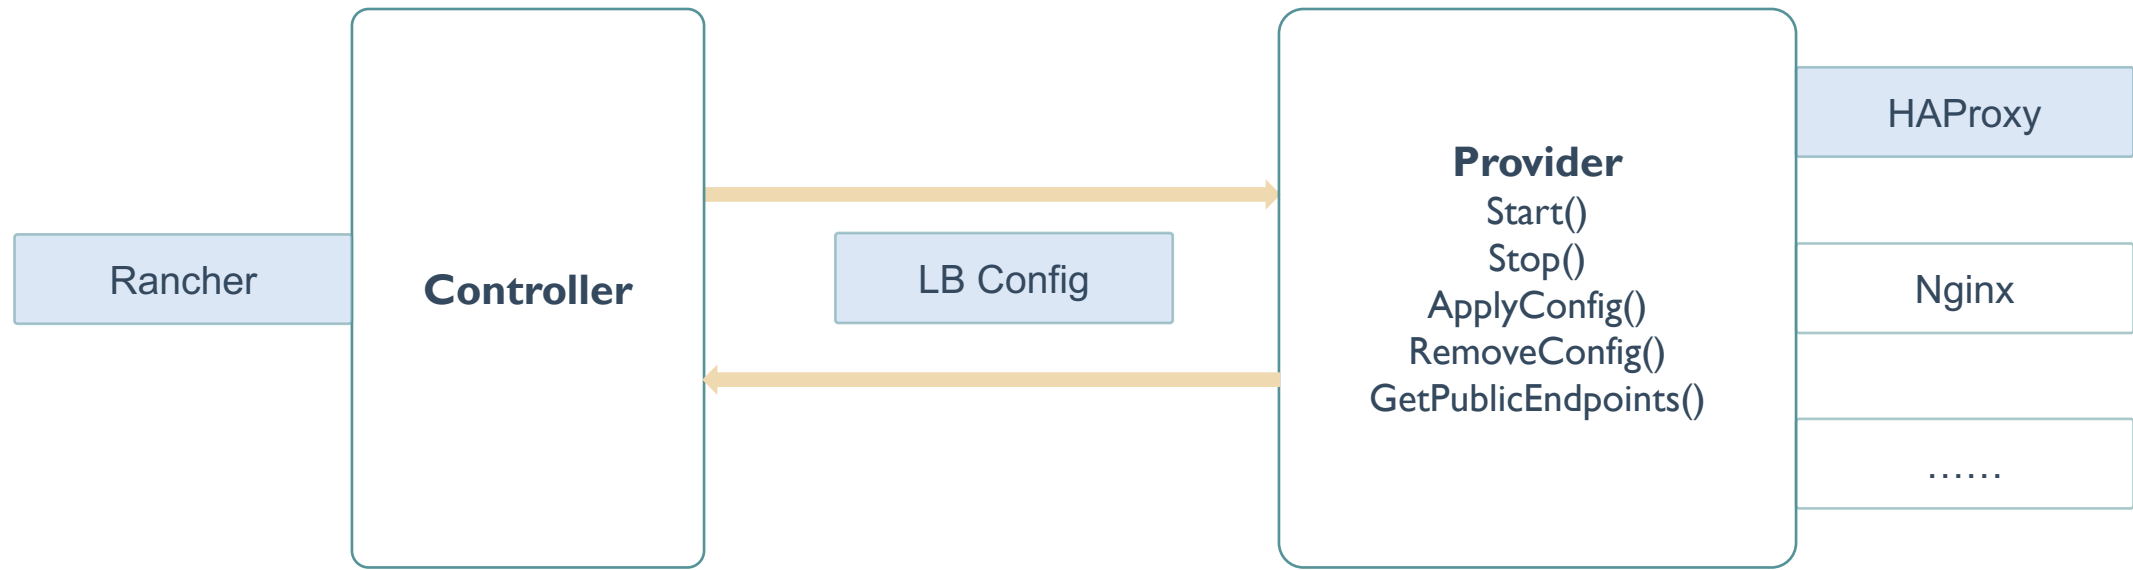 Rancher
Controller
LB Config
Provider
Start()
Stop()
ApplyConfig()
RemoveConfig()
GetPublicEndpoints()
HAProxy
Nginx
……